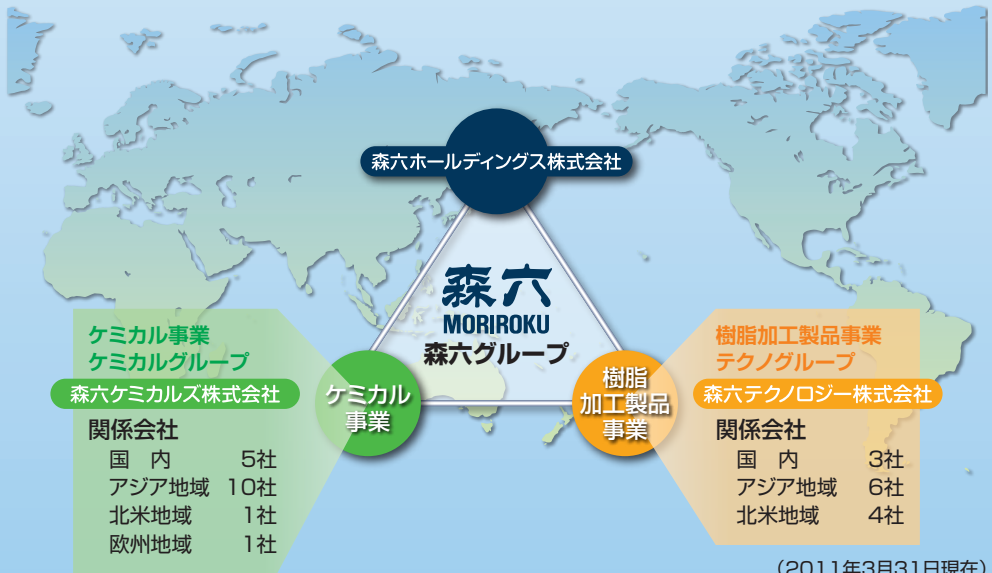 森六ホールディングス株式会社
森六
MORIROKU
森六グループ
ケミカル事業
ケミカルグループ
森六ケミカルズ株式会社
関係会社
国 内 5社
アジア地域 10社
北米地域 1社
欧州地域 1社
ケミカル
事業
樹脂
加工製品
事業
樹脂加工製品事業
テクノグループ
森六テクノロジー株式会社
関係会社
国 内 3社
アジア地域 6社
北米地域 4社
(2011年3月31日現在)